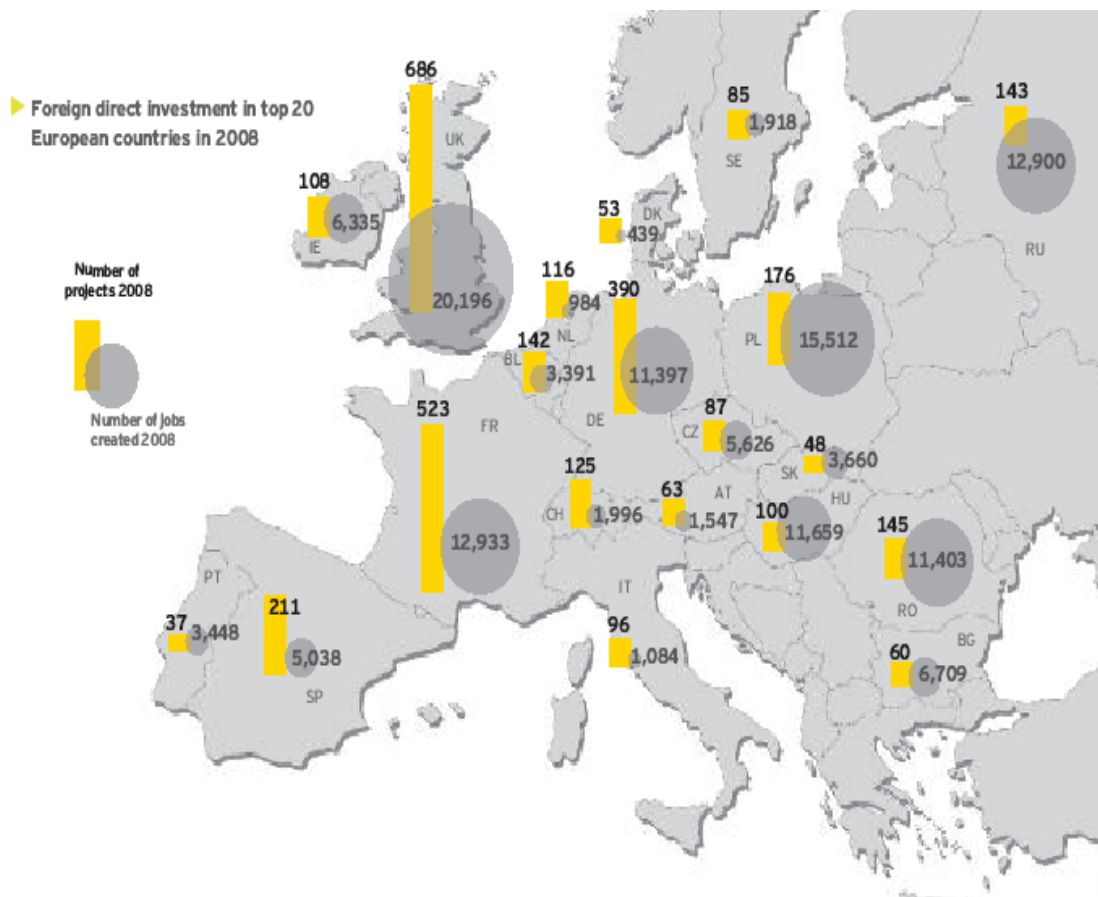 Foreign direct investment in top 20
European countries in 2008
Number of
projects 2008
Number of jobs
created 2008
686
UK
20,196
108
6,335
IE
85
1,918
SE
143
12,900
RU
53
DK
439
116
984
NL
390
11,397
DE
176
PL
15,512
142
BL
3,391
523
FR
12,933
87
CZ
5,626
48
SK
3,660
125
CH
1,996
63
AT
1,547
HU
100
11,659
145
11,403
RO
PT
37
3,448
211
5,038
SP
IT
96
1,084
BG
60
6,709